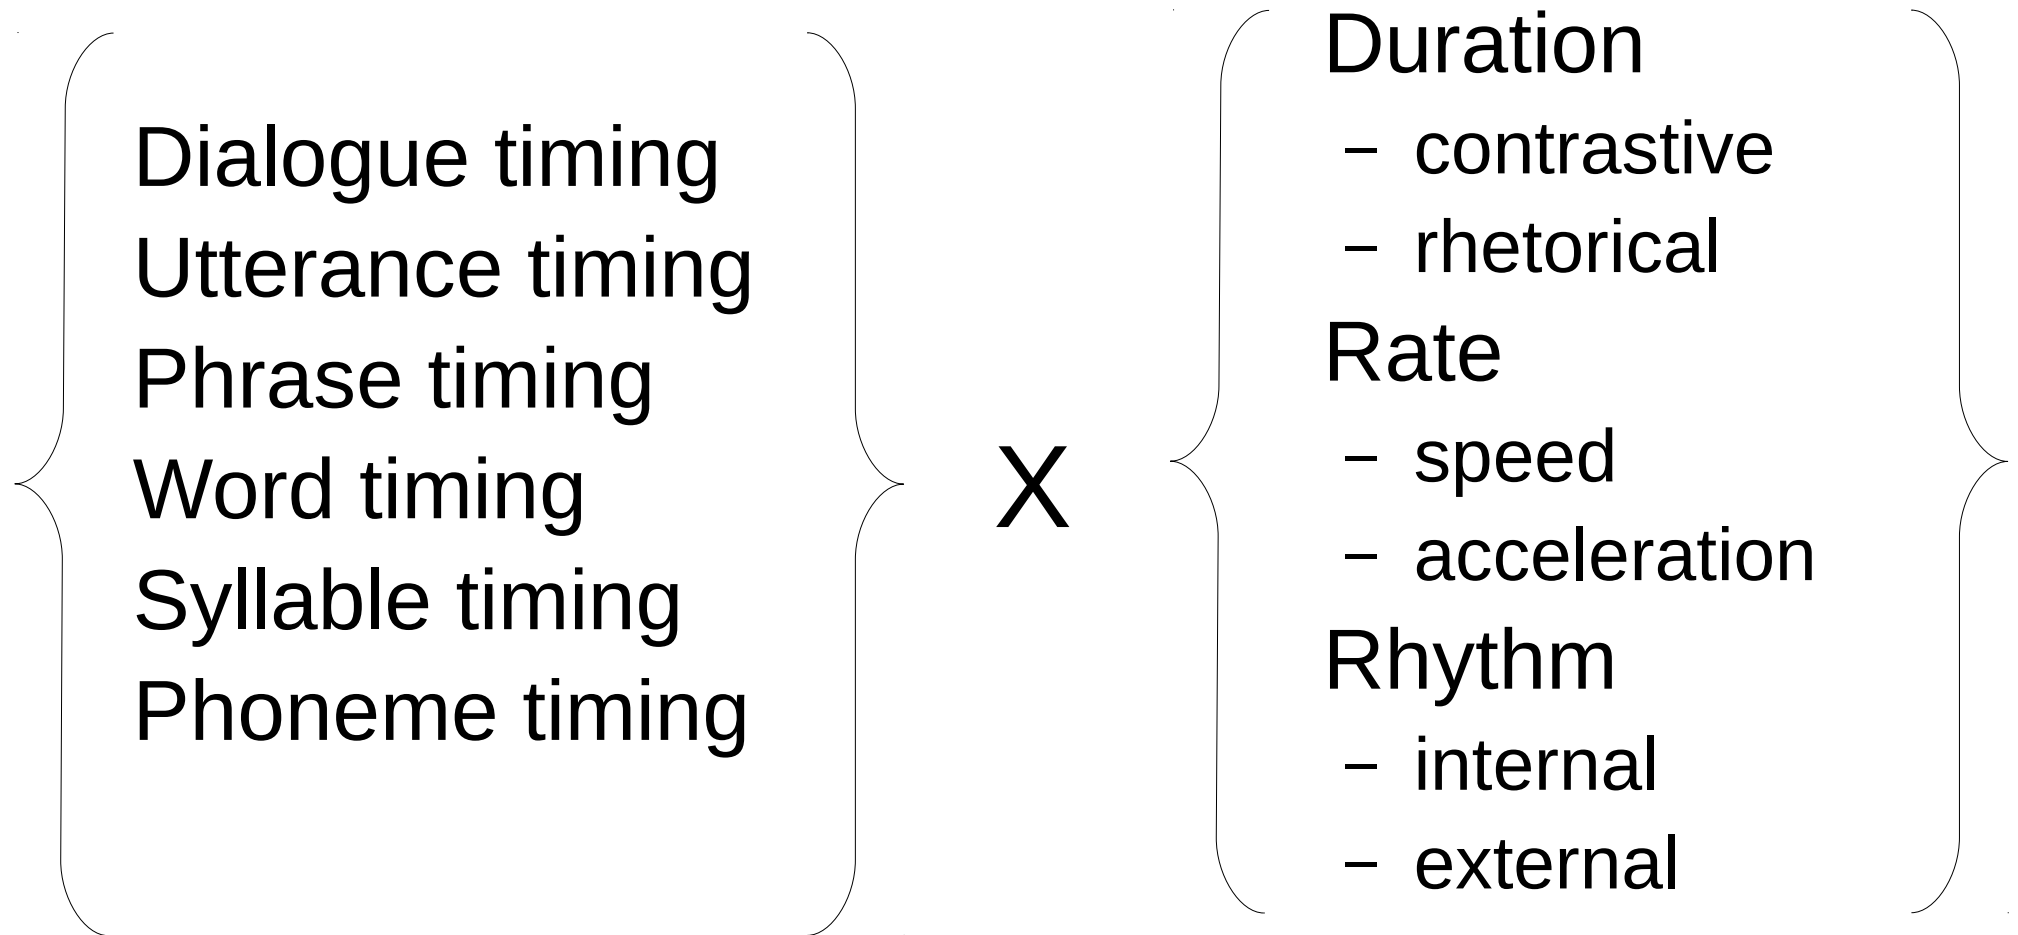 Dialogue timing
Utterance timing
Phrase timing
Word timing
Syllable timing
Phoneme timing
X
Duration
– contrastive
– rhetorical
Rate
– speed
– acceleration
Rhythm
– internal
– external